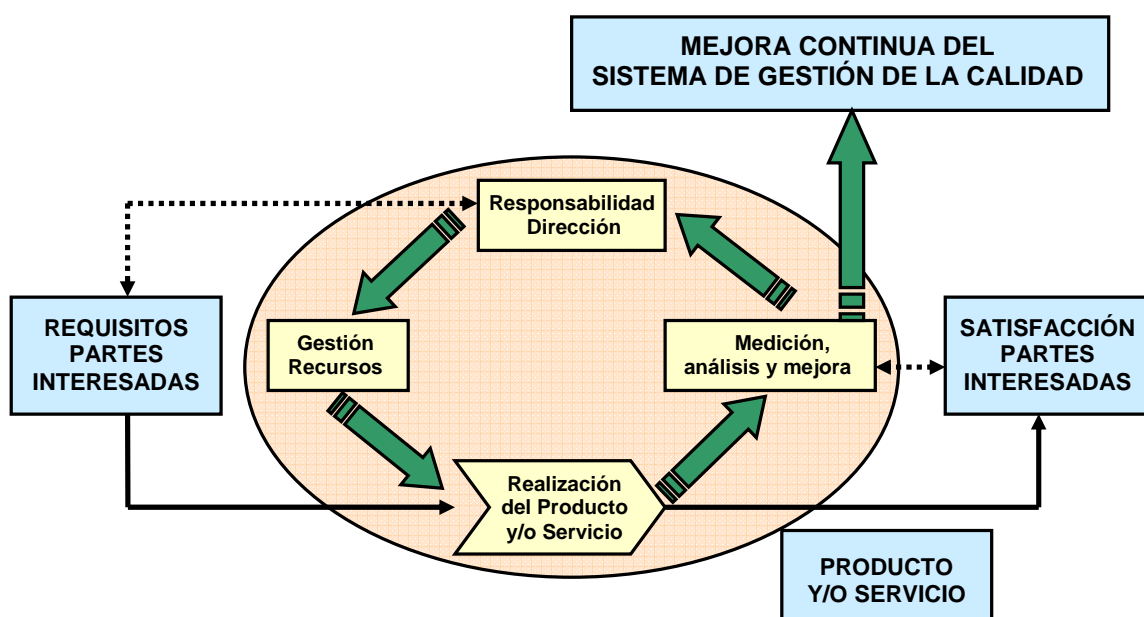 MEJORA CONTINUA DEL
SISTEMA DE GESTIÓN DE LA CALIDAD
Responsabilidad
Dirección
REQUISITOS
PARTES
INTERESADAS
Gestión
Recursos
Medición,
análisis y mejora
SATISFACCIÓN
PARTES
INTERESADAS
Realización
del Producto
y/o Servicio
PRODUCTO
Y/O SERVICIO